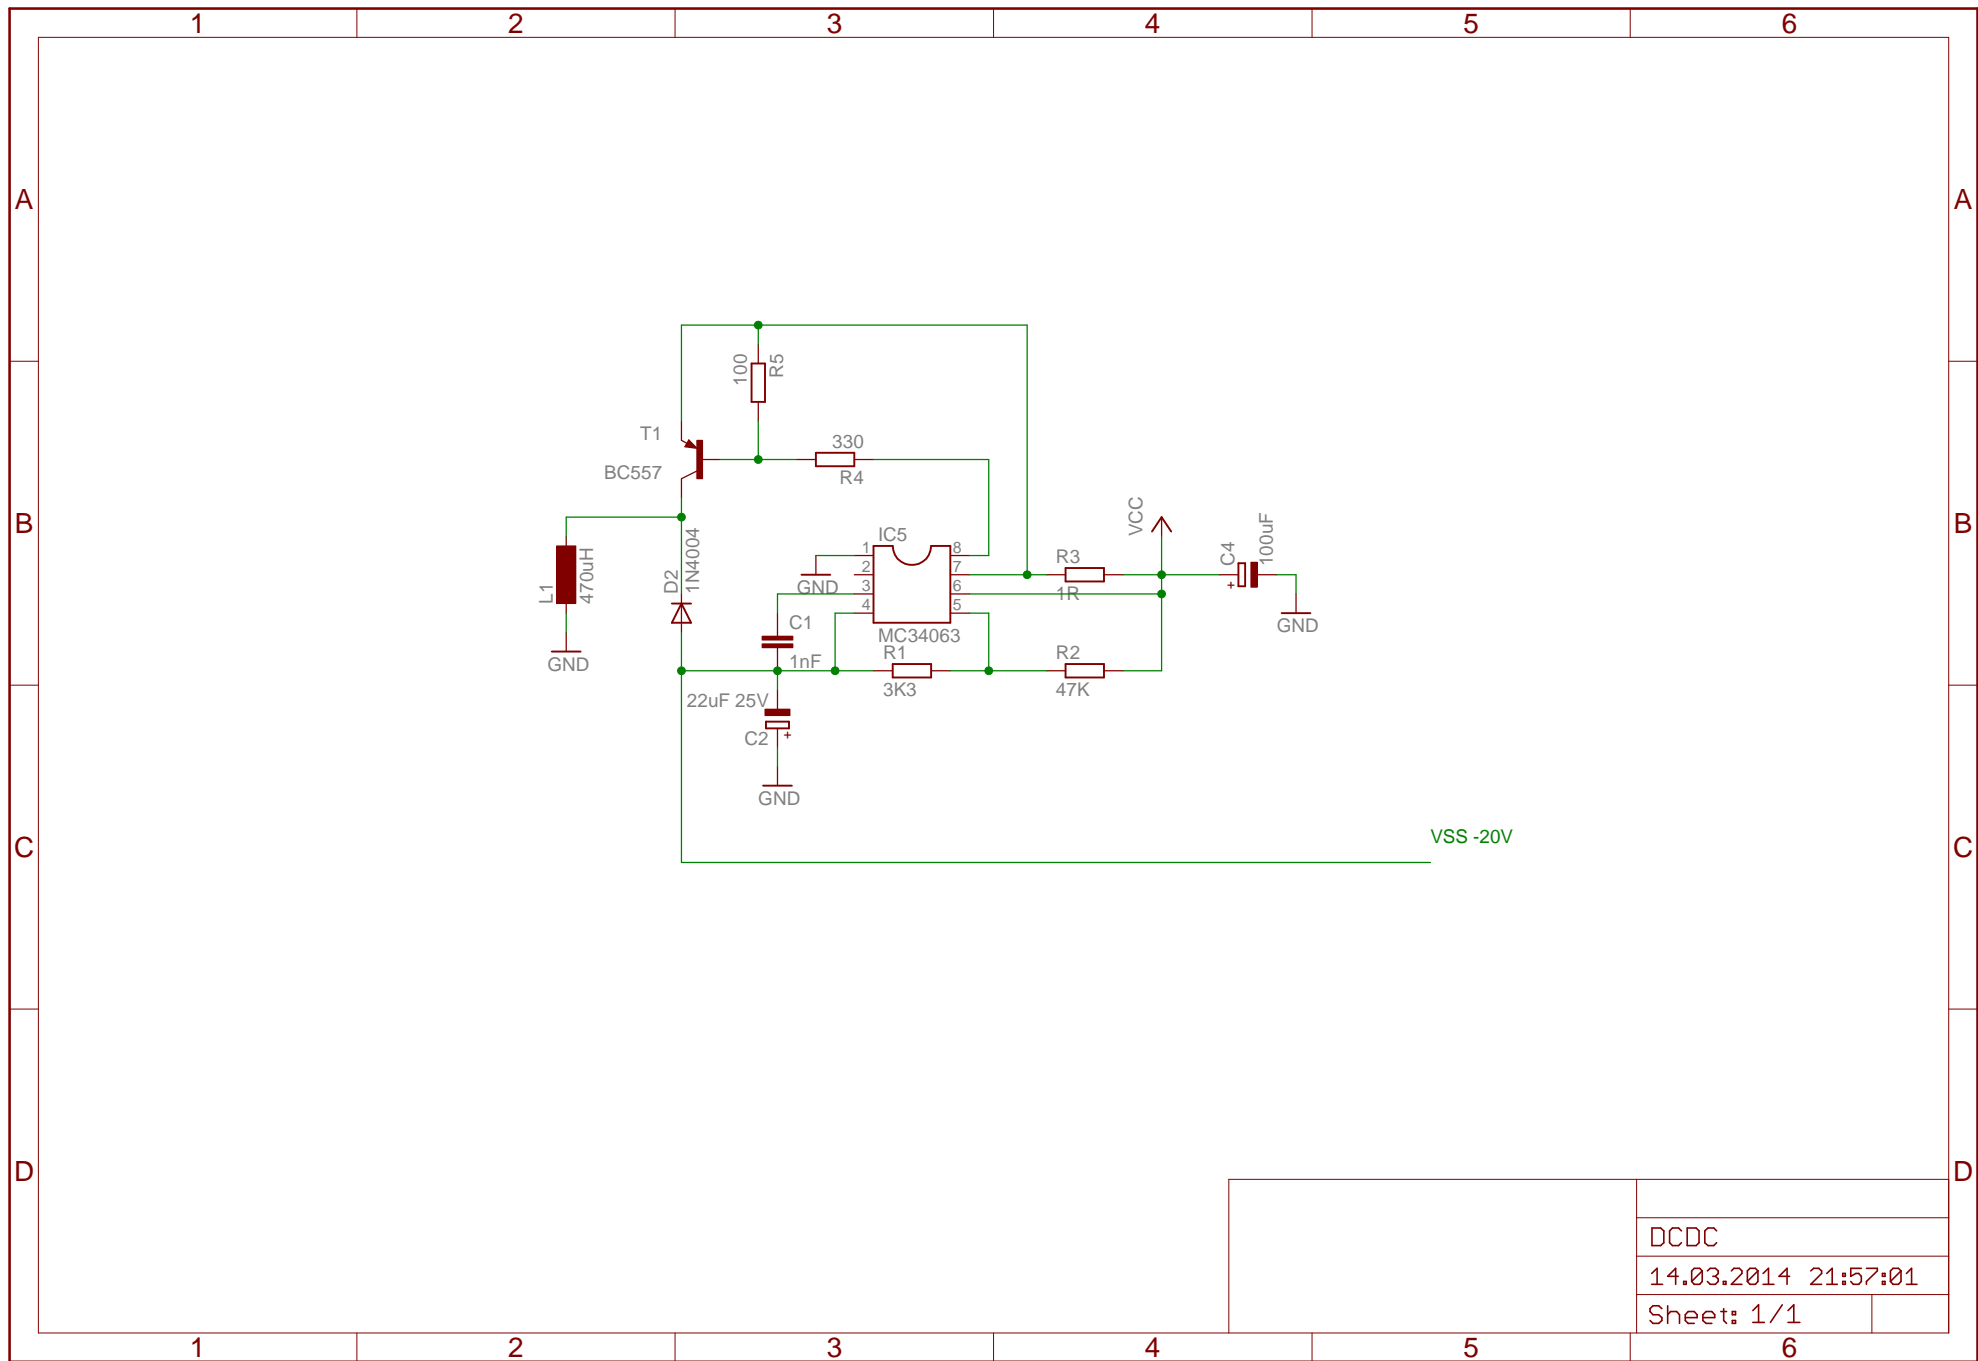 1 2 3 4 5 6
A A
100
R5
T1
330
BC557
R4
B B
VCC
C4
100uF
IC5
1N4004
D2
L1
470uH
1 8
2 7
3 6
4 5
GND
R3
1R
C1
GND
MC34063
1nF
R1
R2
GND
3K3
47K
22uF 25V
C2
+
+
GND
VSS -20V
C C
D D
DCDC
14.03.2014 21:57:01
Sheet: 1/1
1 2 3 4 5 6